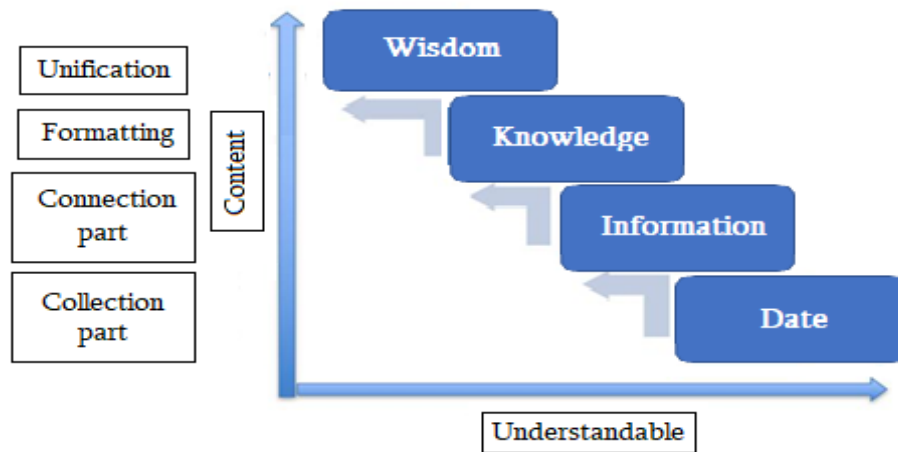 Wisdom
Unification
Formatting
Knowledge
Content
Connection
part
Information
Collection
part
Date
Understandable